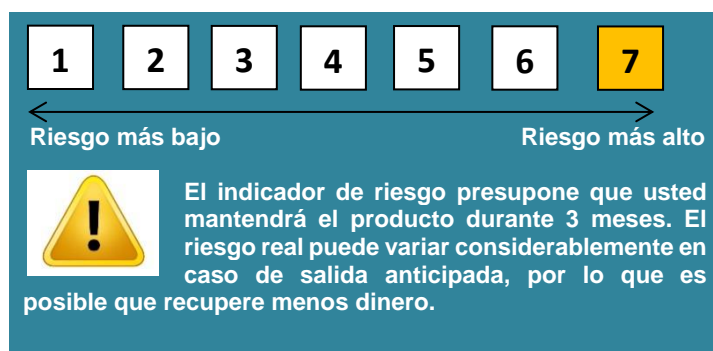 1 2 3 4 5 6 7
Riesgo más bajo Riesgo más alto
El indicador de riesgo presupone que usted
mantendrá el producto durante 3 meses. El
riesgo real puede variar considerablemente en
caso de salida anticipada, por lo que es
posible que recupere menos dinero.